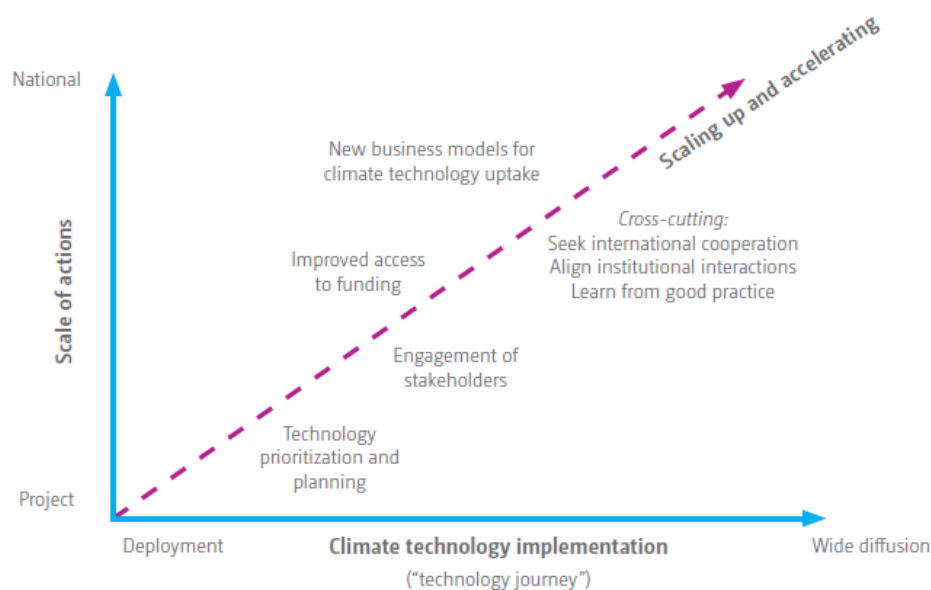 National
Scaling up and accelerating
New business models for
climate technology uptake
Cross-cutting:
Seek international cooperation
Align institutional interactions
Learn from good practice
Scale of actions
Improved access
to funding
Engagement of
stakeholders
Technology
prioritization and
planning
Project
Deployment
Climate technology implementation
("technology journey")
Wide diffusion